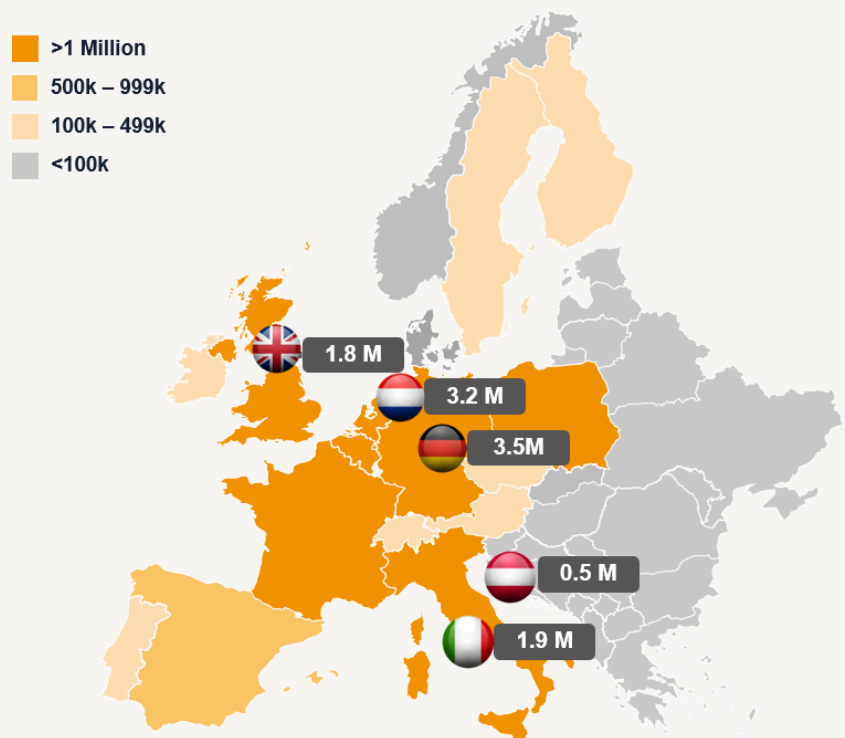 >1 Million
500k – 999k
100k – 499k
<100k
1.8 M
3.2 M
3.5M
0.5 M
1.9 M